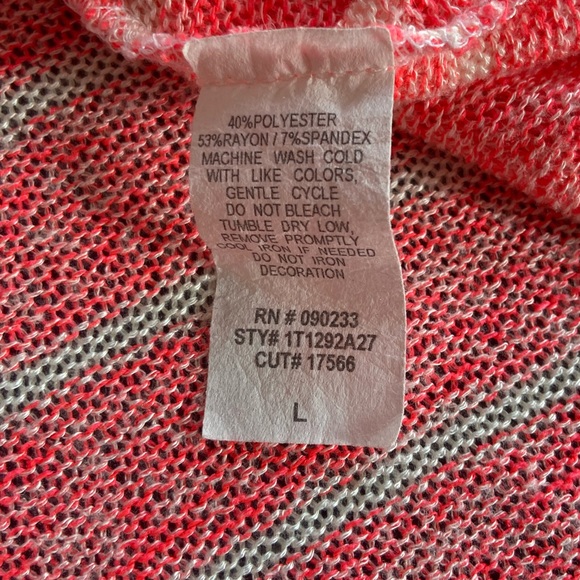 40%POLYESTER
53%RAYON / 7%SPANDEX
MACHINE WASH COLD
WITH LIKE COLORS,
GENTLE CYCLE
DO NOT BLEACH
TUMBLE DRY LOW,
REMOVE PROMPTLY
COOL IRON IF NEEDED
DO NOT IRON
DECORATION
RN # 090233
STY# 1T1292A27
CUT# 17566
L